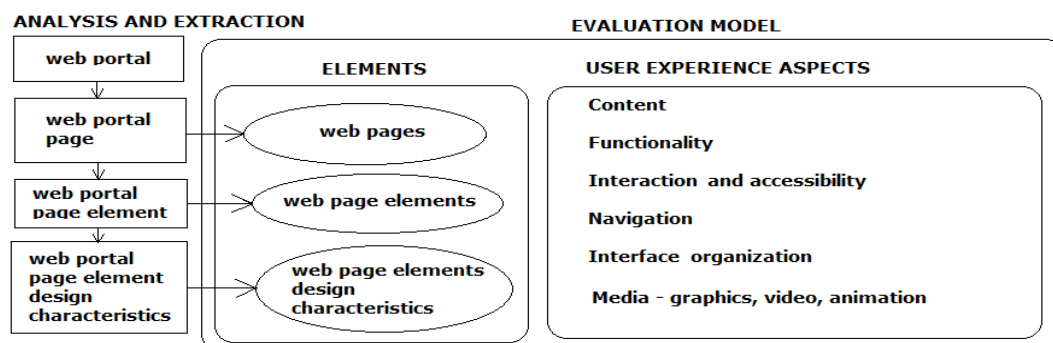 ANALYSIS AND EXTRACTION
web portal
web portal
page
web portal
page element
web portal
page element
design
characteristics
EVALUATION MODEL
ELEMENTS
web pages
web page elements
web page elements
design
characteristics
USER EXPERIENCE ASPECTS
Content
Functionality
Interaction and accessibility
Navigation
Interface organization
Media - graphics, video, animation